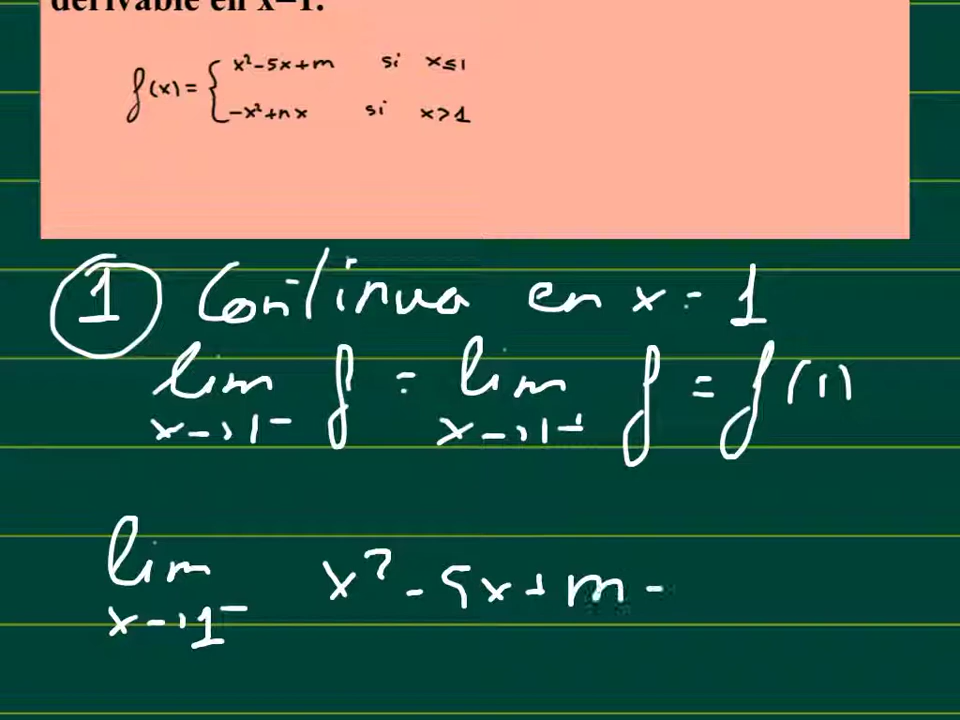 derivable en x=1.
f(x) = { x²-5x+m si x≤1
-x²+nx si x>1
1 Continua en x=1
lim f = lim f = f(1)
x→1⁻ x→1⁺
lim x²-5x+m =
x→1⁻